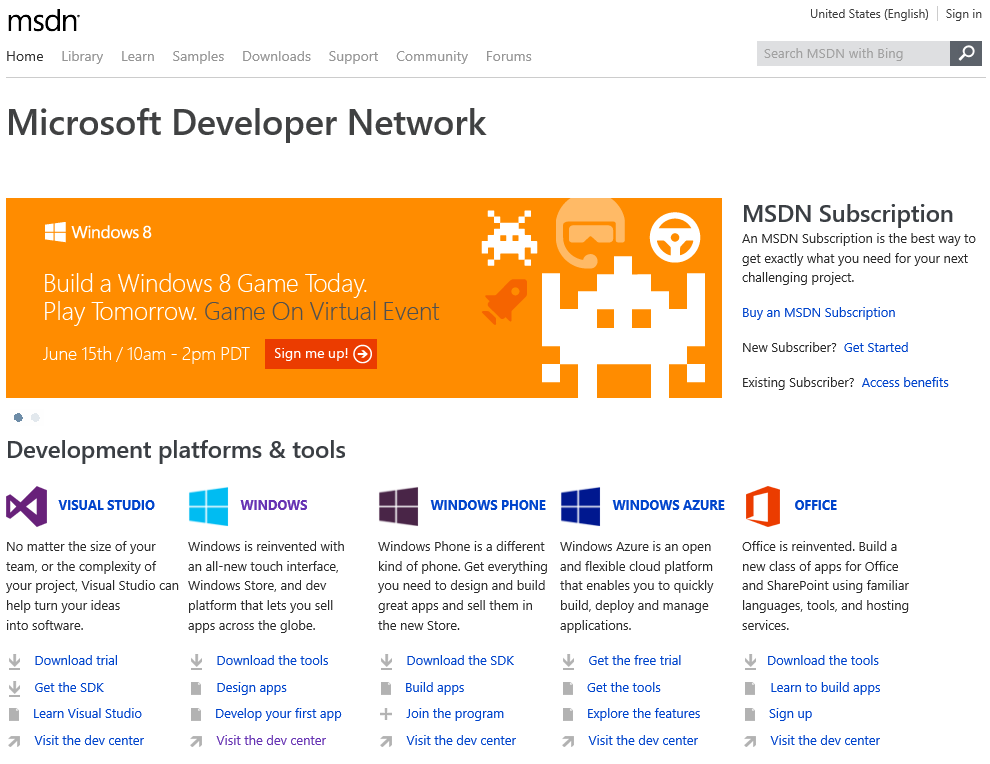 msdn
United States (English) Sign in
Home Library Learn Samples Downloads Support Community Forums
Search MSDN with Bing
Microsoft Developer Network
Windows 8
Build a Windows 8 Game Today.
Play Tomorrow. Game On Virtual Event
June 15th / 10am - 2pm PDT Sign me up!
MSDN Subscription
An MSDN Subscription is the best way to
get exactly what you need for your next
challenging project.
Buy an MSDN Subscription
New Subscriber? Get Started
Existing Subscriber? Access benefits
Development platforms & tools
VISUAL STUDIO
No matter the size of your
team, or the complexity of
your project, Visual Studio can
help turn your ideas
into software.
Download trial
Get the SDK
Learn Visual Studio
Visit the dev center
WINDOWS
Windows is reinvented with
an all-new touch interface,
Windows Store, and dev
platform that lets you sell
apps across the globe.
Download the tools
Design apps
Develop your first app
Visit the dev center
WINDOWS PHONE
Windows Phone is a different
kind of phone. Get everything
you need to design and build
great apps and sell them in
the new Store.
Download the SDK
Build apps
Join the program
Visit the dev center
WINDOWS AZURE
Windows Azure is an open
and flexible cloud platform
that enables you to quickly
build, deploy and manage
applications.
Get the free trial
Get the tools
Explore the features
Visit the dev center
OFFICE
Office is reinvented. Build a
new class of apps for Office
and SharePoint using familiar
languages, tools, and hosting
services.
Download the tools
Learn to build apps
Sign up
Visit the dev center